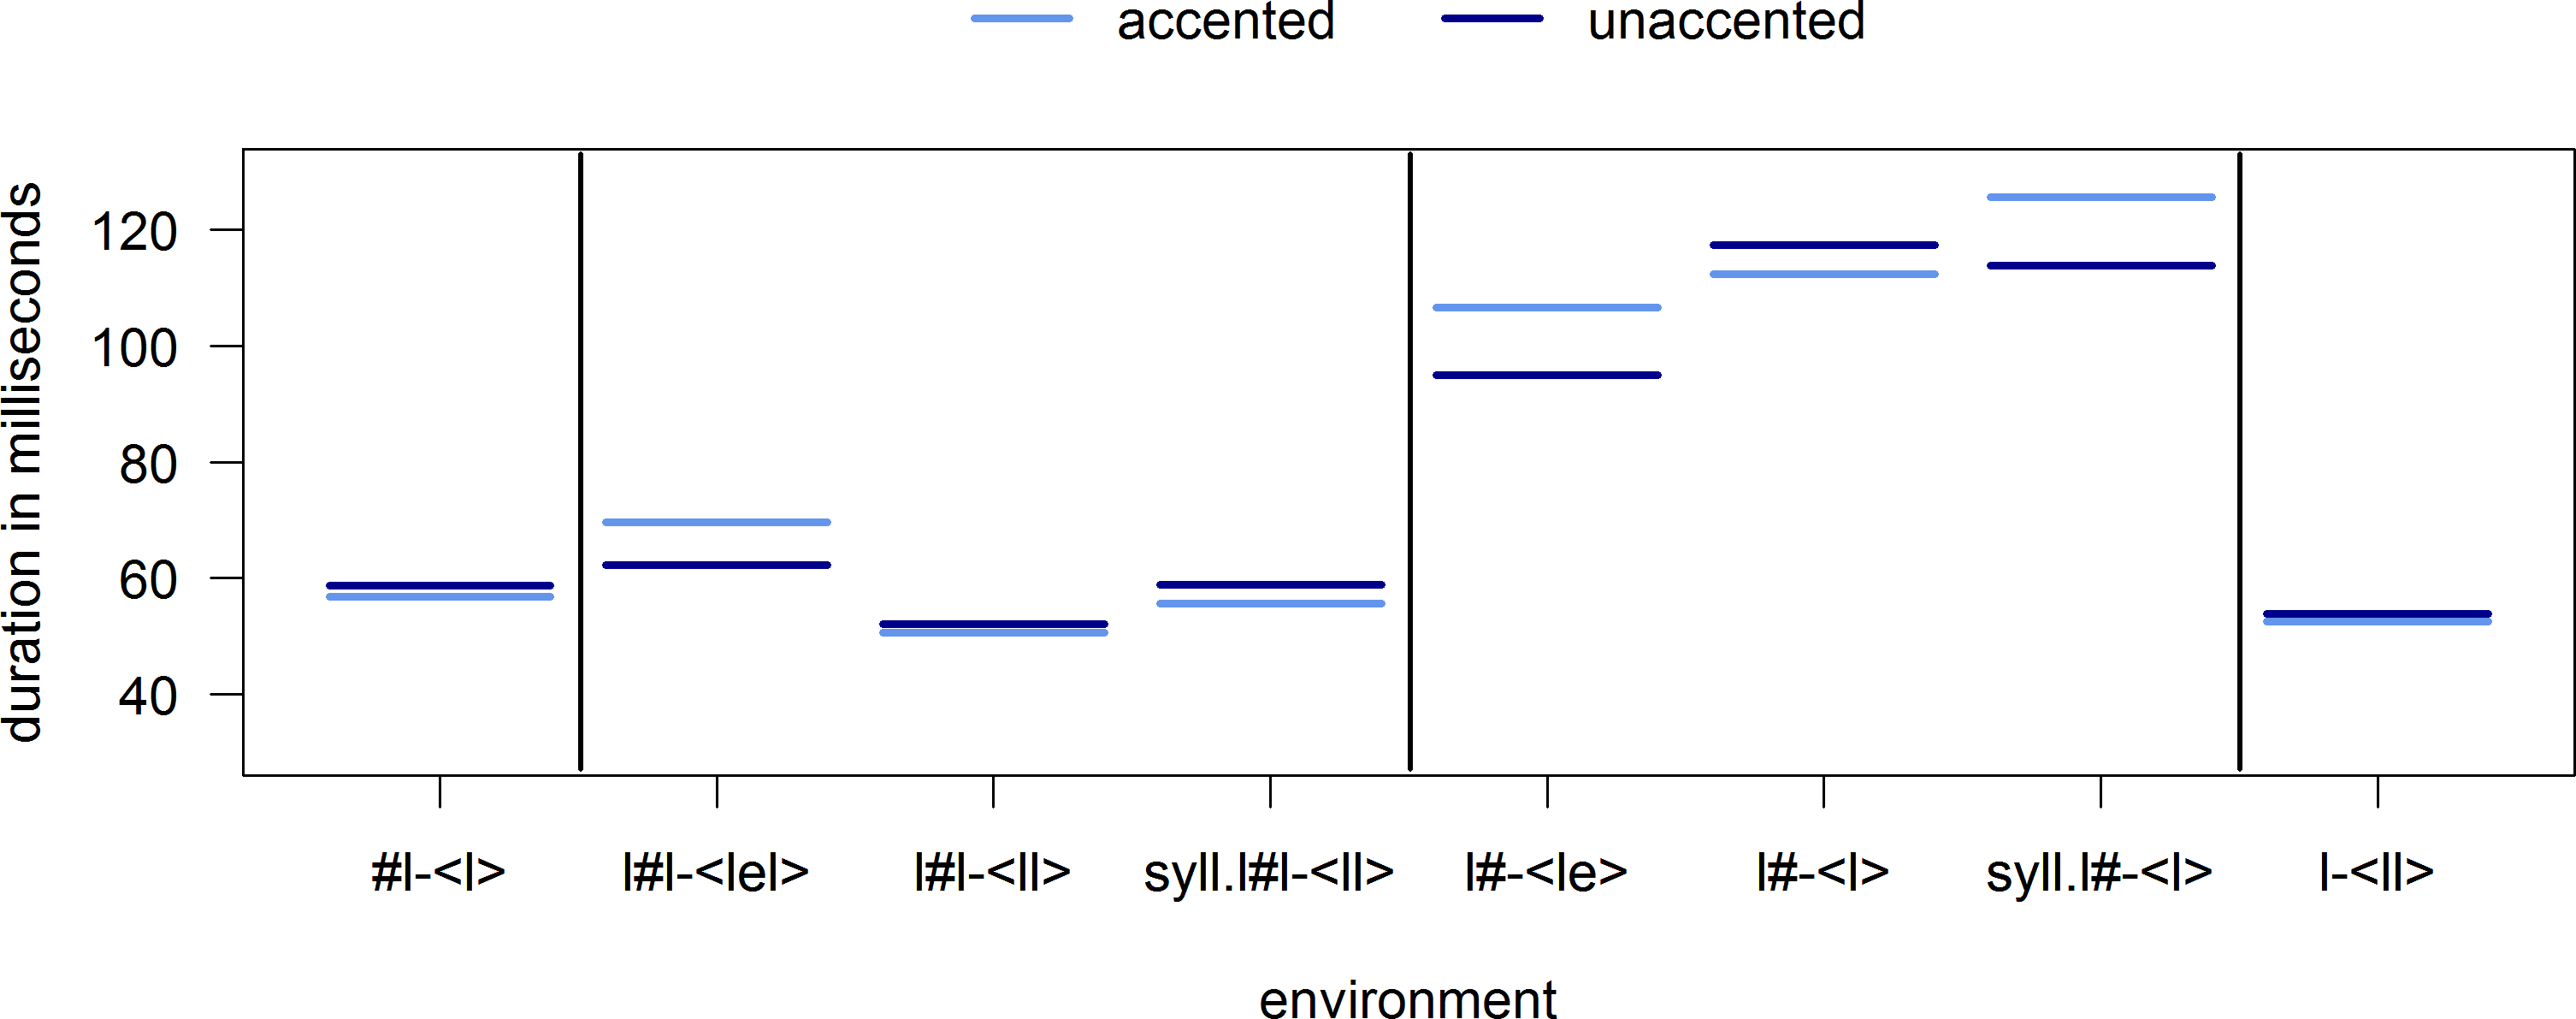 accented unaccented
duration in milliseconds
120
100
80
60
40
#l-<l> l#l-<lel> l#l-<ll> syll.l#l-<ll> l#-<le> l#-<l> syll.l#-<l> l-<ll>
environment